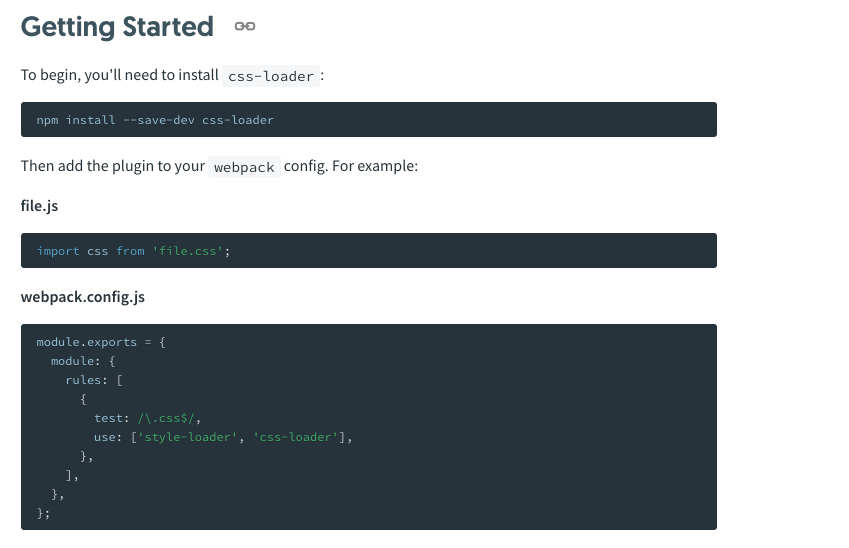 Getting Started
To begin, you'll need to install css-loader :
npm install --save-dev css-loader
Then add the plugin to your webpack config. For example:
file.js
import css from 'file.css';
webpack.config.js
module.exports = {
  module: {
    rules: [
      {
        test: /\.css$/,
        use: ['style-loader', 'css-loader'],
      },
    ],
  },
};